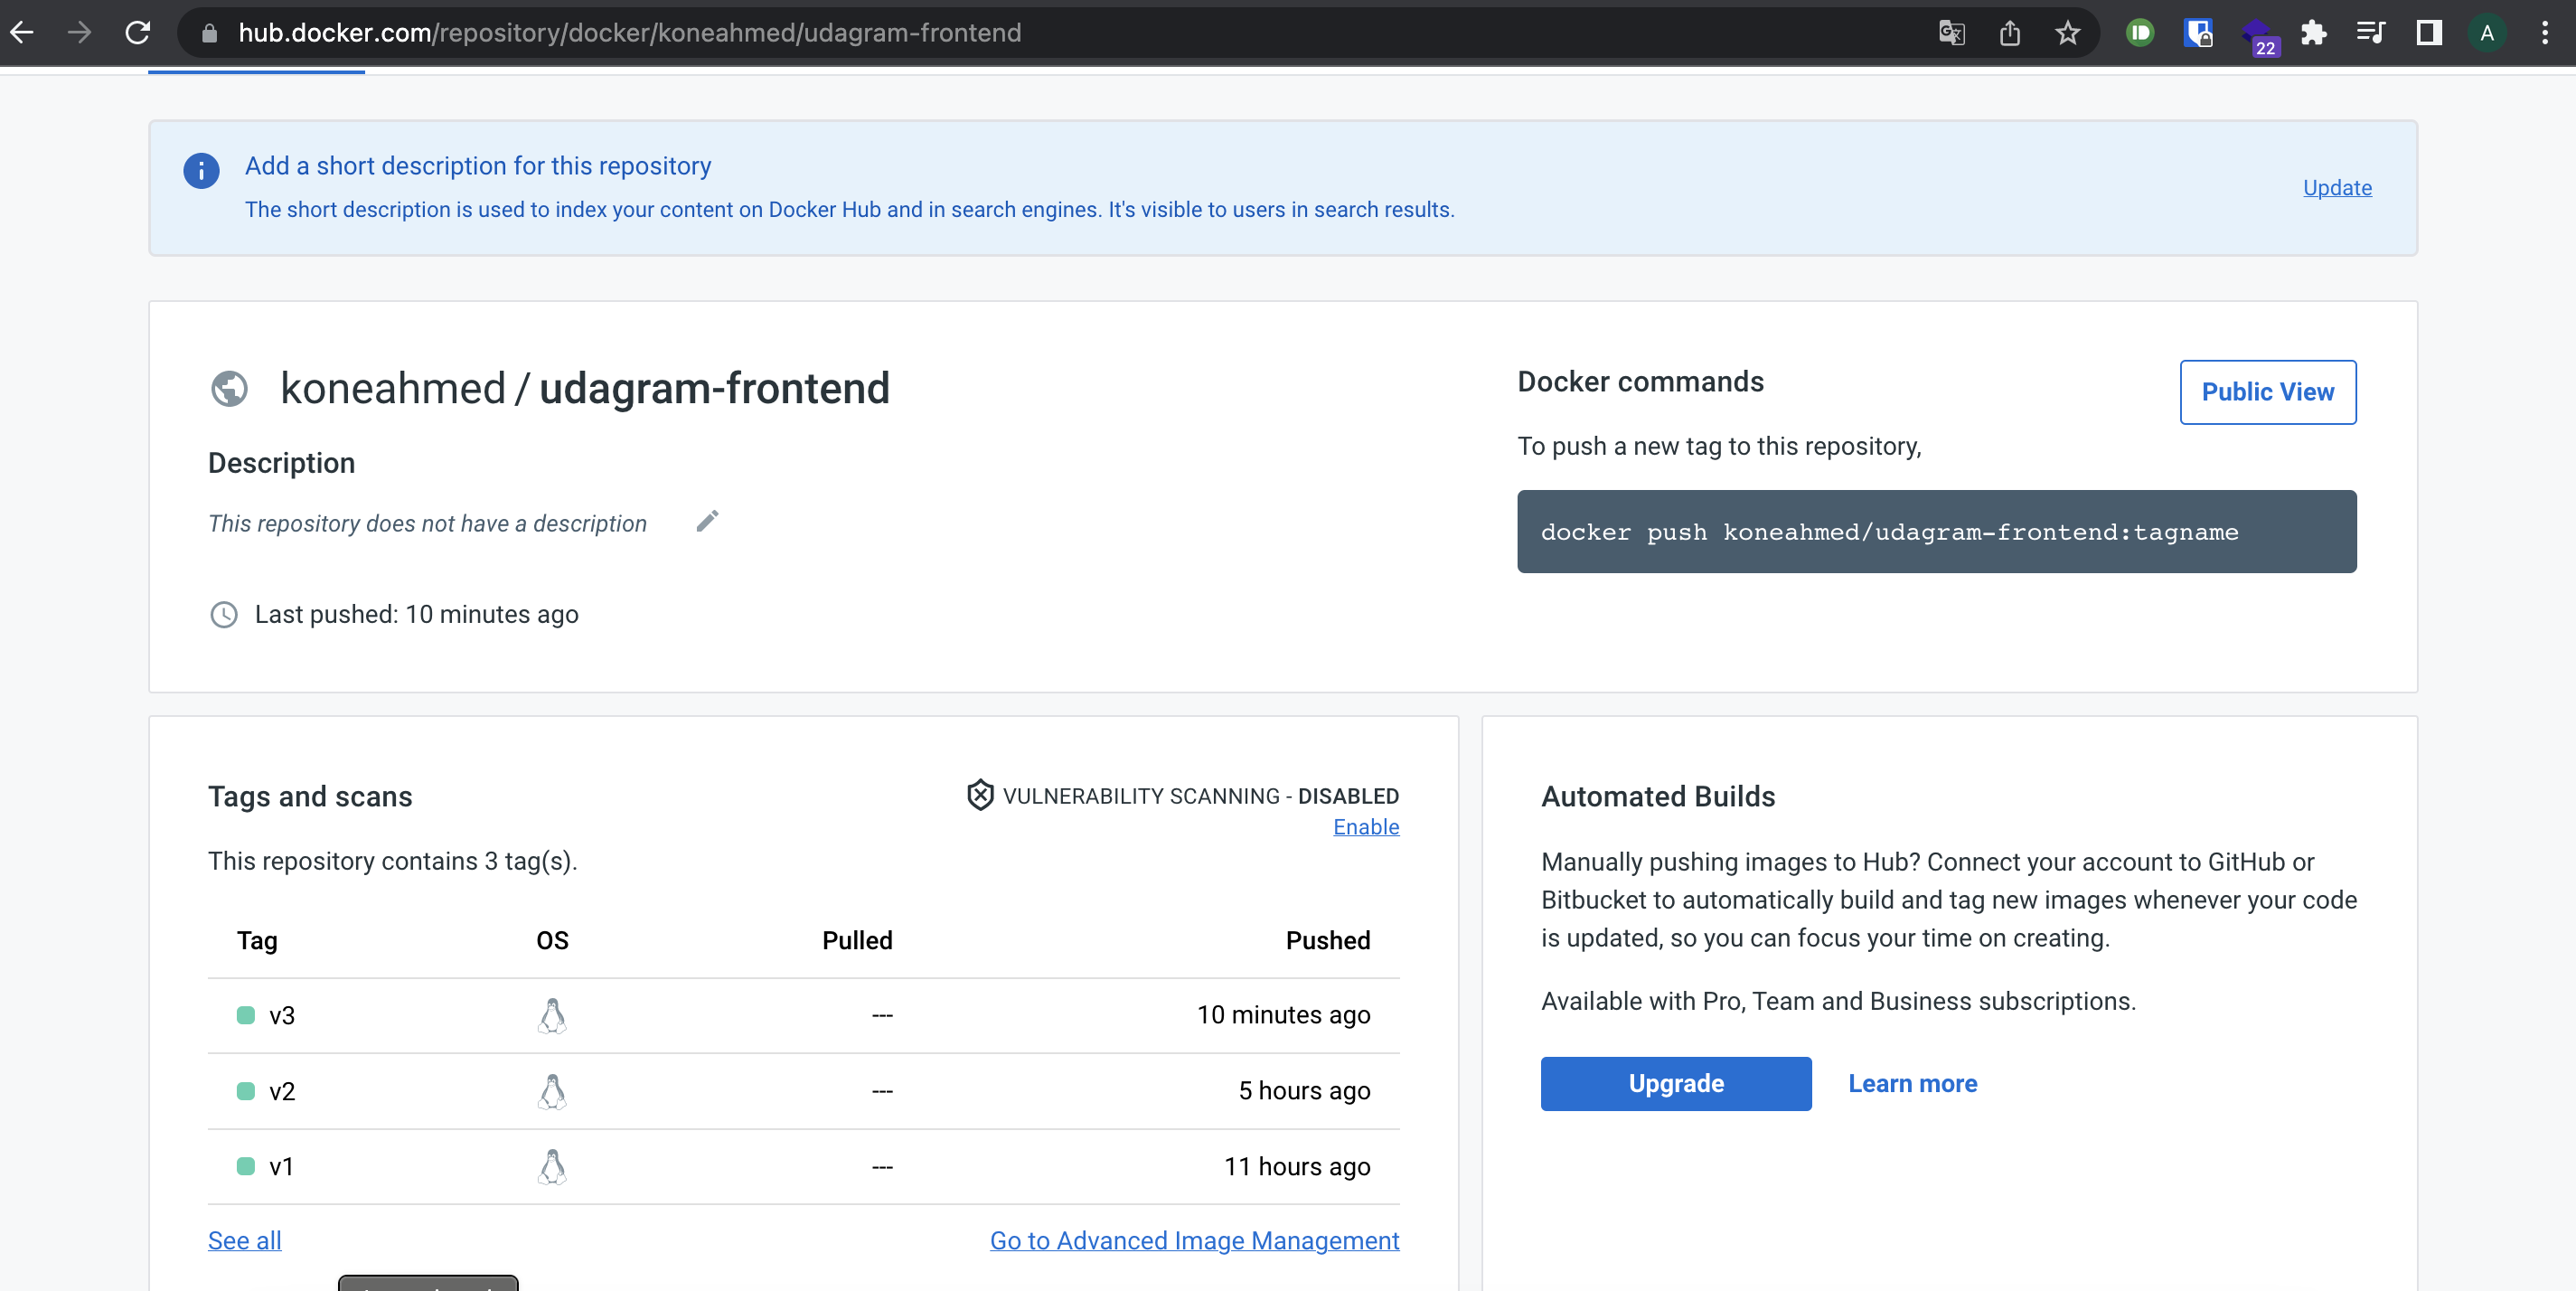 hub.docker.com/repository/docker/koneahmed/udagram-frontend
22
A
Add a short description for this repository
The short description is used to index your content on Docker Hub and in search engines. It's visible to users in search results.
Update
koneahmed / udagram-frontend
Description
This repository does not have a description
Last pushed: 10 minutes ago
Docker commands
Public View
To push a new tag to this repository,
docker push koneahmed/udagram-frontend:tagname
Tags and scans
VULNERABILITY SCANNING - DISABLED
Enable
This repository contains 3 tag(s).
Tag OS Pulled Pushed
v3 --- 10 minutes ago
v2 --- 5 hours ago
v1 --- 11 hours ago
See all
Go to Advanced Image Management
Automated Builds
Manually pushing images to Hub? Connect your account to GitHub or
Bitbucket to automatically build and tag new images whenever your code
is updated, so you can focus your time on creating.
Available with Pro, Team and Business subscriptions.
Upgrade
Learn more